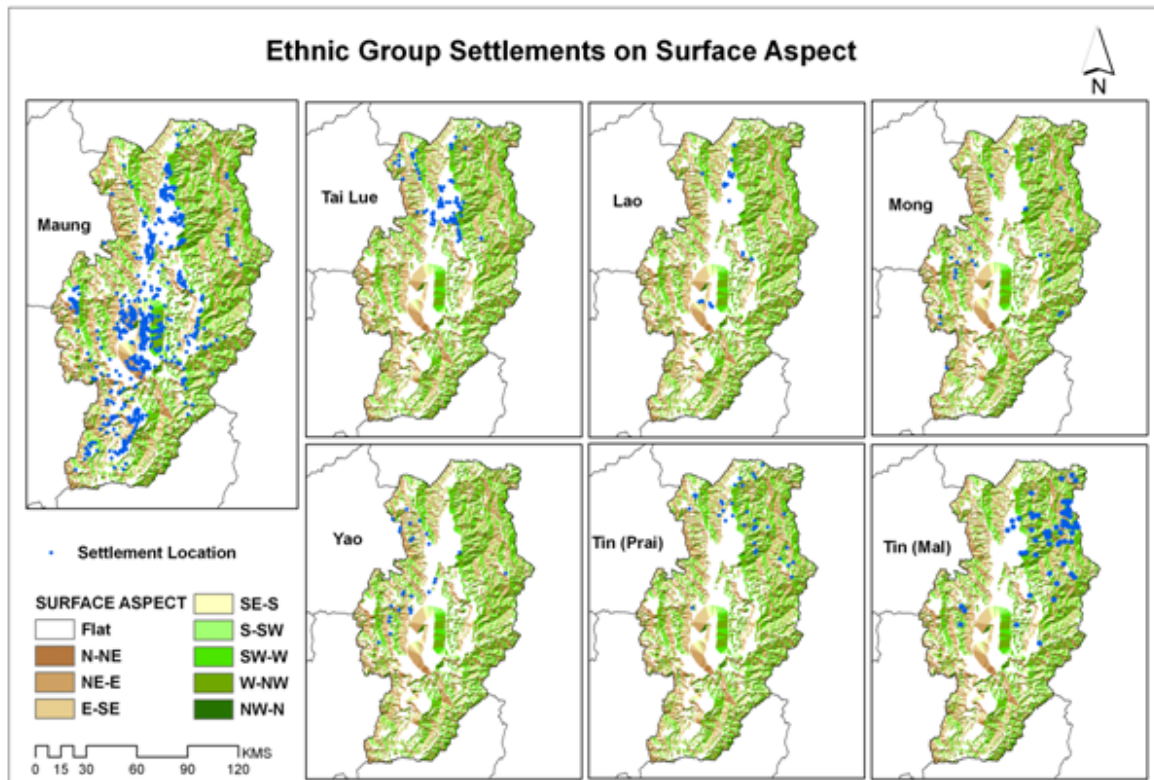 Ethnic Group Settlements on Surface Aspect
N
Maung
Tai Lue
Lao
Mong
Yao
Tin (Prai)
Tin (Mal)
Settlement Location
SURFACE ASPECT
Flat
N-NE
NE-E
E-SE
SE-S
S-SW
SW-W
W-NW
NW-N
KMS
0 15 30 60 90 120